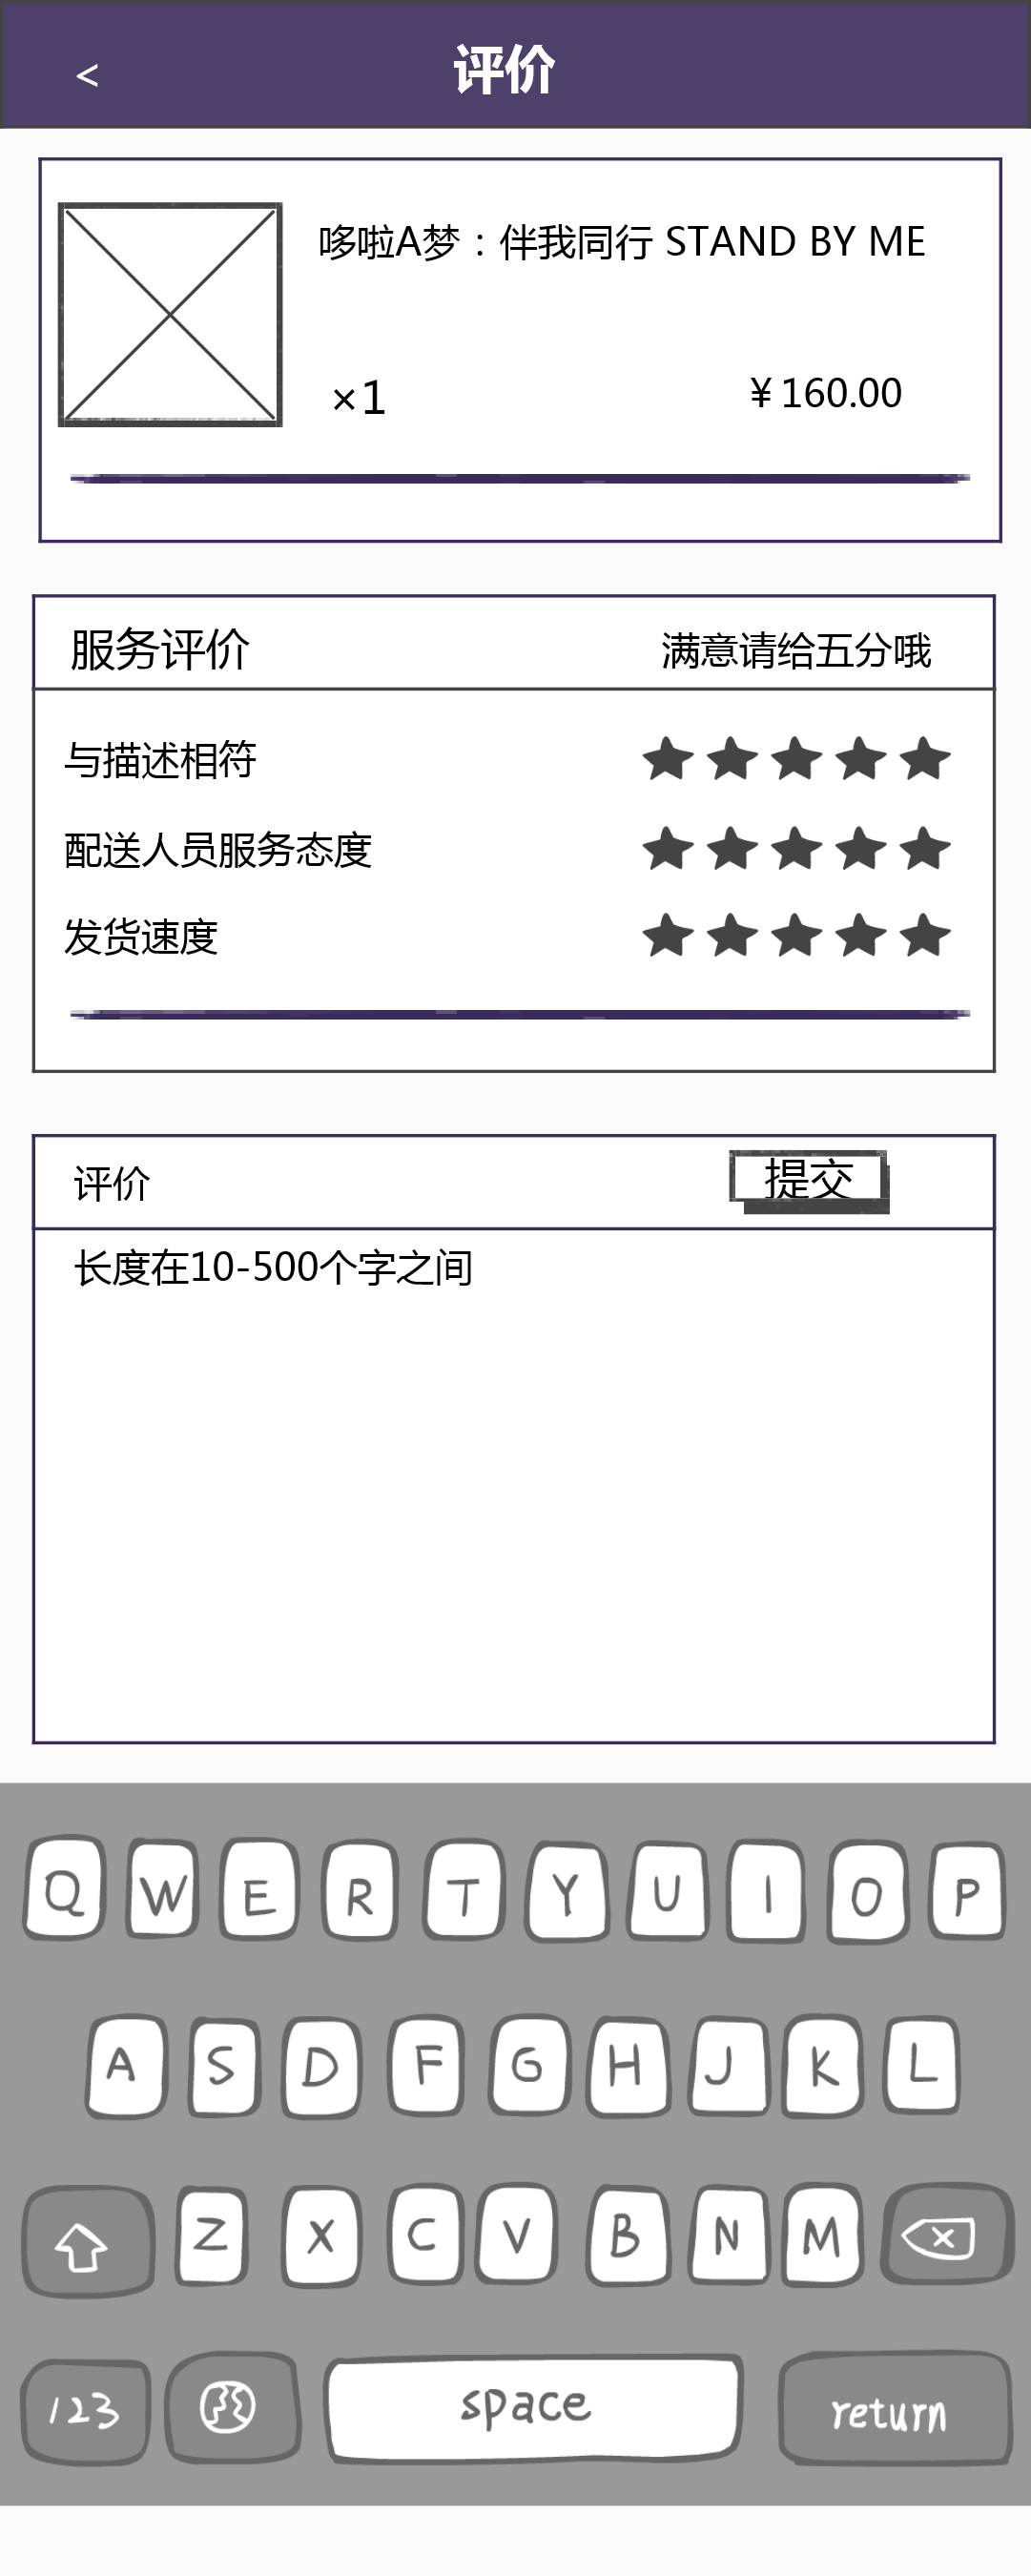 < 评价
哆啦A梦：伴我同行 STAND BY ME
×1 ¥160.00
服务评价 满意请给五分哦
与描述相符
配送人员服务态度
发货速度
评价 提交
长度在10-500个字之间
Q W E R T Y U I O P
A S D F G H J K L
Z X C V B N M
123 space return